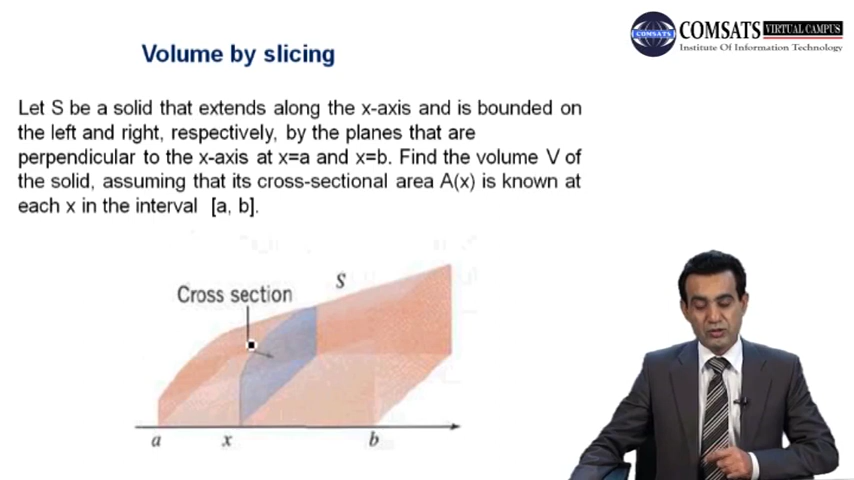 COMSATS
COMSATS VIRTUAL CAMPUS
Institute Of Information Technology
Volume by slicing
Let S be a solid that extends along the x-axis and is bounded on
the left and right, respectively, by the planes that are
perpendicular to the x-axis at x=a and x=b. Find the volume V of
the solid, assuming that its cross-sectional area A(x) is known at
each x in the interval [a, b].
S
Cross section
a x b